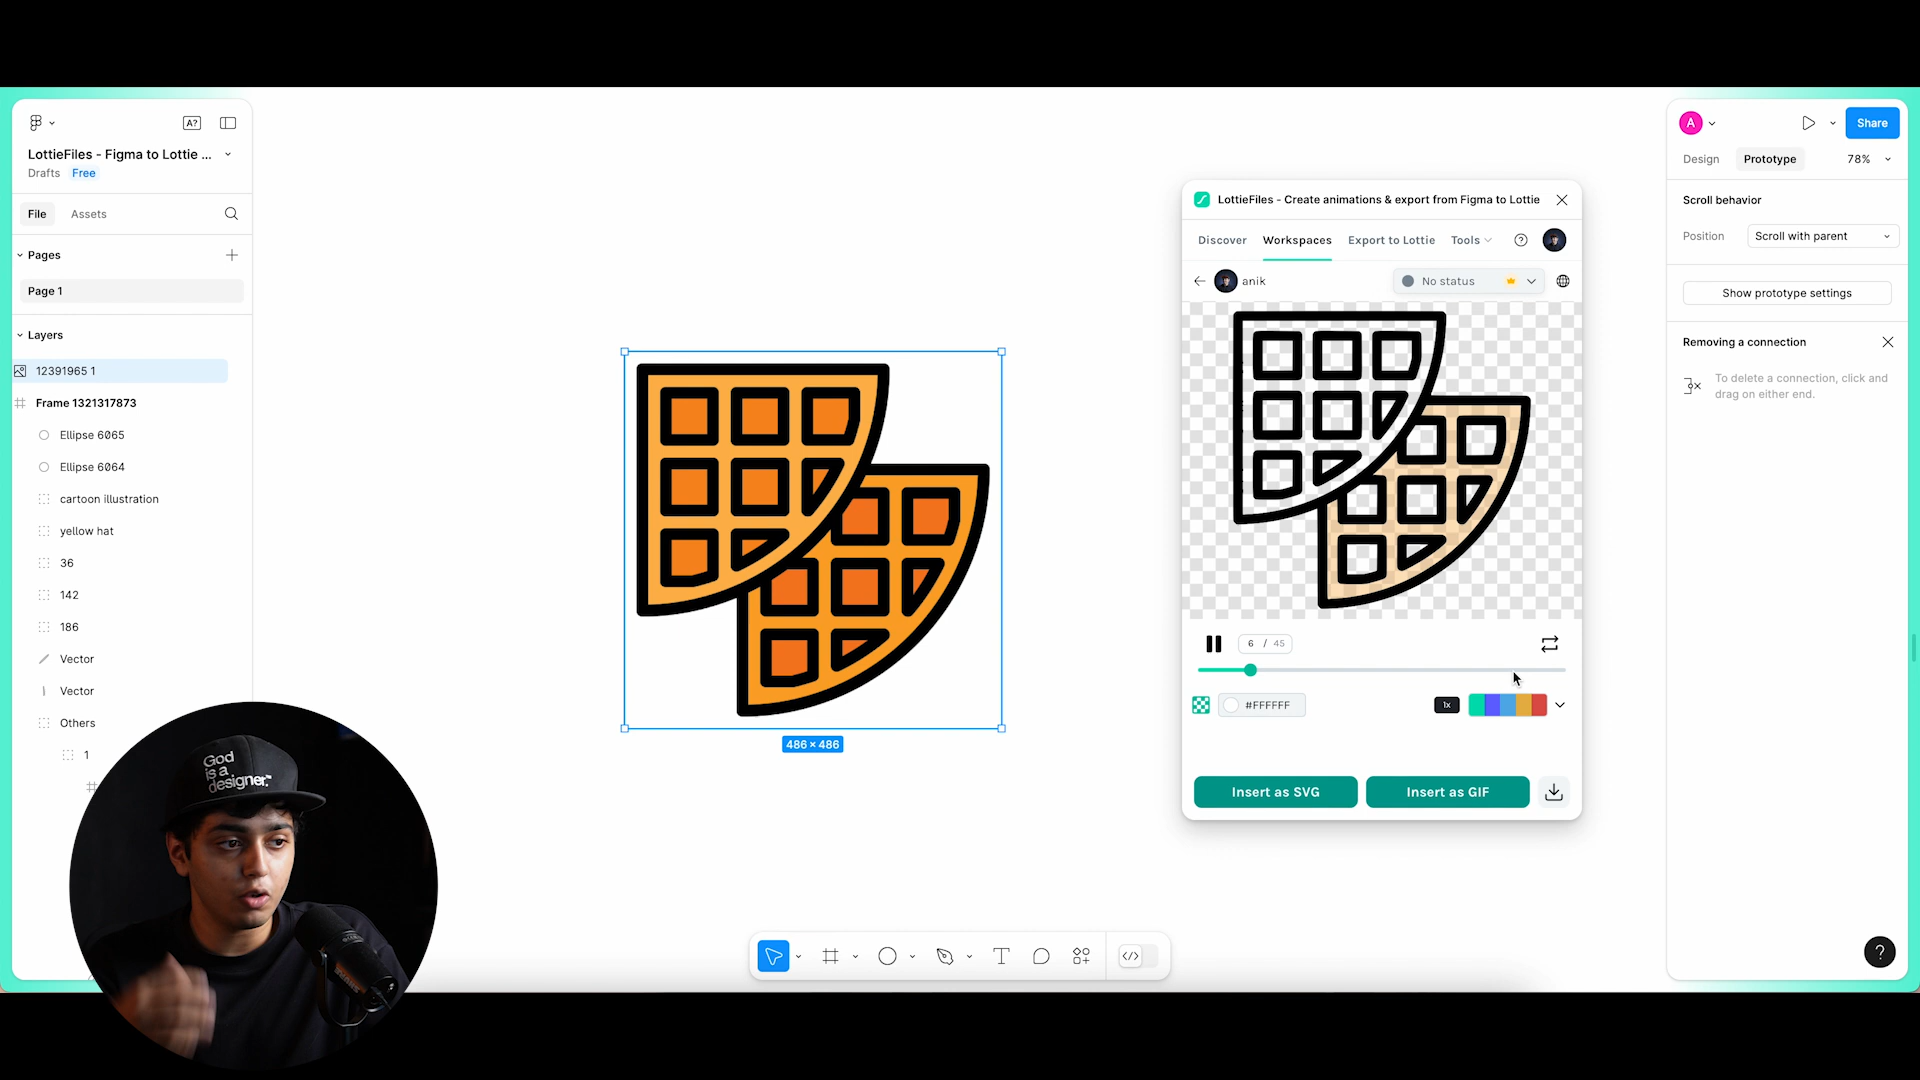 A?
LottieFiles - Figma to Lottie ...
Drafts Free
File Assets
Pages
Page 1
Layers
12391965 1
Frame 1321317873
Ellipse 6065
Ellipse 6064
cartoon illustration
yellow hat
36
142
186
Vector
Vector
Others
1
God
is a
designer.™
486 × 486
LottieFiles - Create animations & export from Figma to Lottie
Discover Workspaces Export to Lottie Tools
anik
No status
6 / 45
#FFFFFF
1x
Insert as SVG
Insert as GIF
A
Share
Design Prototype 78%
Scroll behavior
Position Scroll with parent
Show prototype settings
Removing a connection
To delete a connection, click and
drag on either end.
?